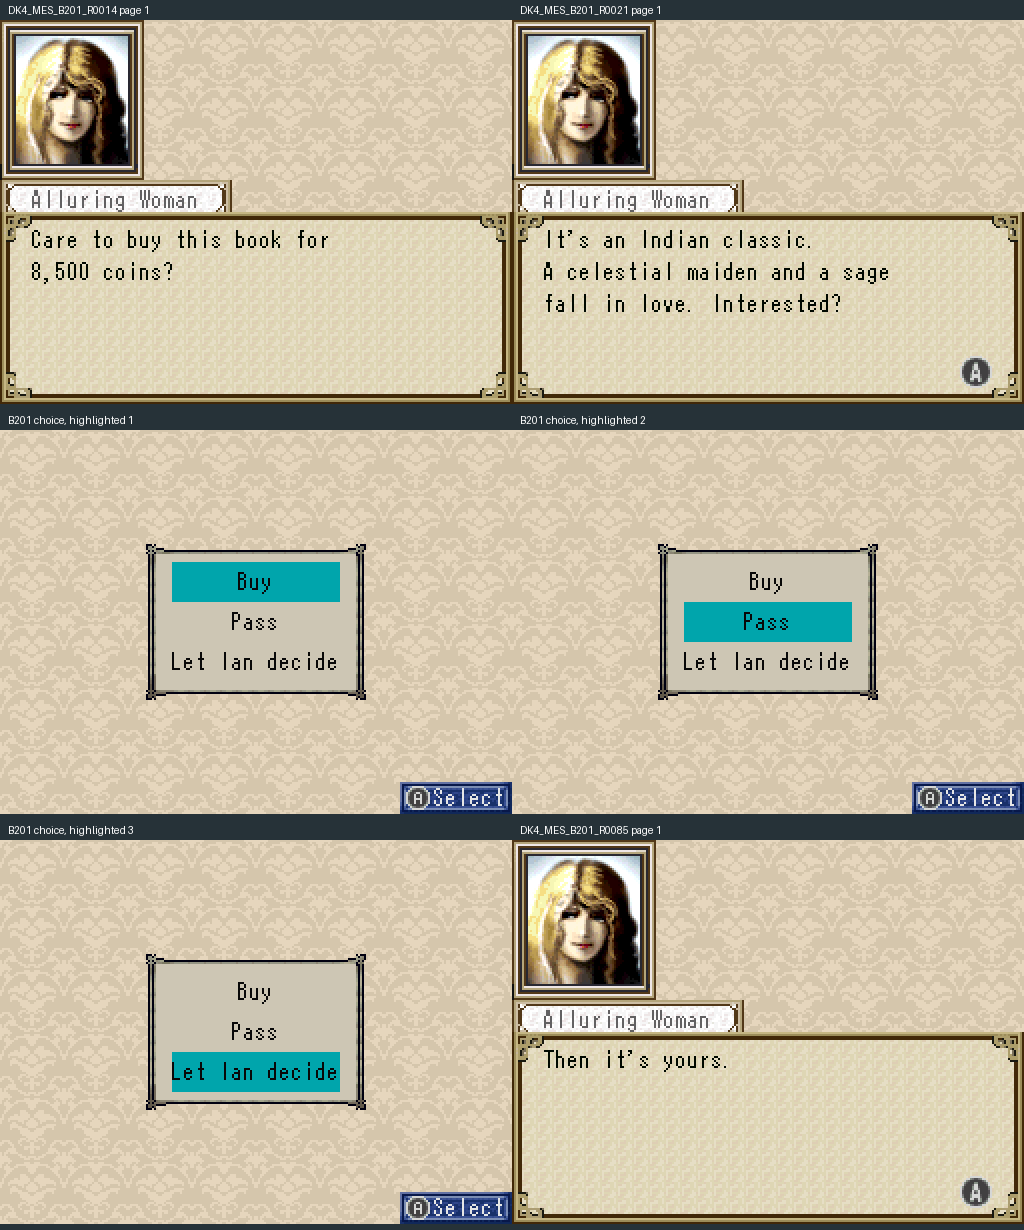 DK4_MES_B201_R0014 page 1
Alluring Woman
Care to buy this book for
8,500 coins?
DK4_MES_B201_R0021 page 1
Alluring Woman
It's an Indian classic.
A celestial maiden and a sage
fall in love. Interested?
A
B201 choice, highlighted 1
Buy
Pass
Let Ian decide
A Select
B201 choice, highlighted 2
Buy
Pass
Let Ian decide
A Select
B201 choice, highlighted 3
Buy
Pass
Let Ian decide
A Select
DK4_MES_B201_R0085 page 1
Alluring Woman
Then it's yours.
A